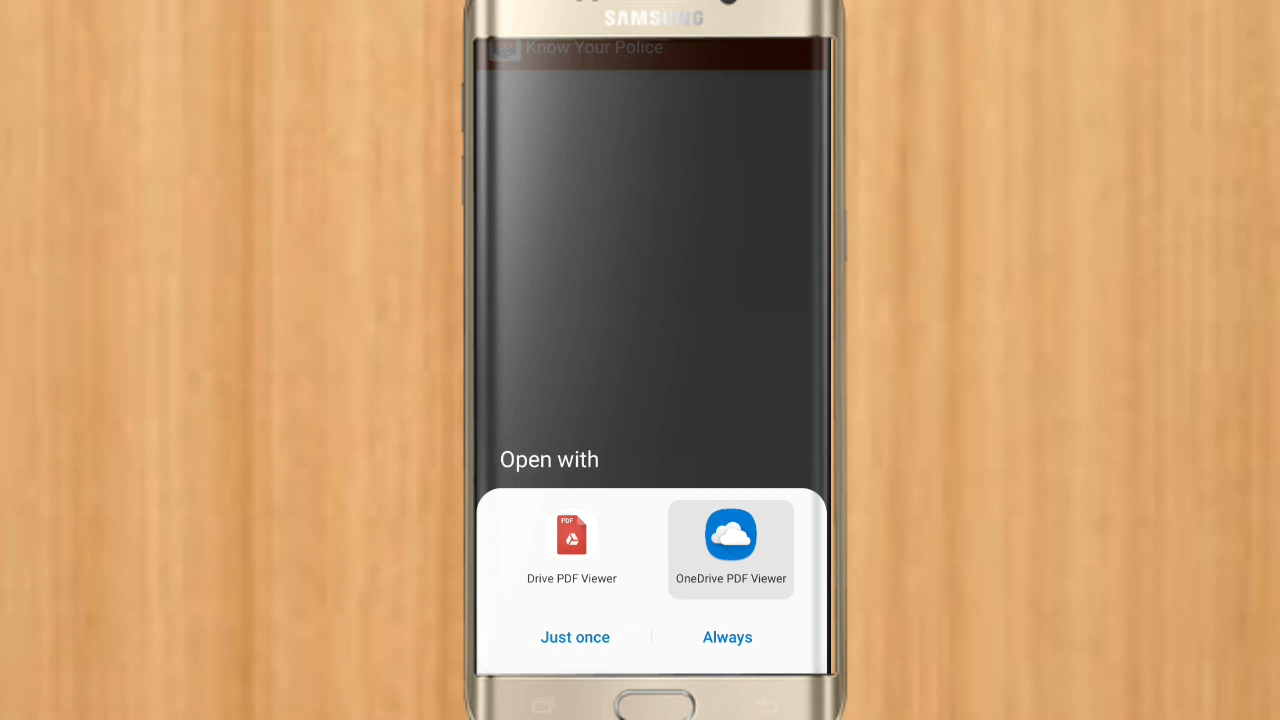 SAMSUNG
Know Your Police
Open with
PDF
Drive PDF Viewer
OneDrive PDF Viewer
Just once
Always